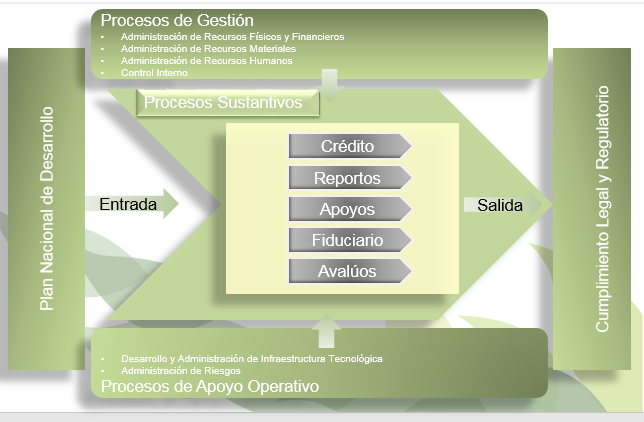 Procesos de Gestión
• Administración de Recursos Físicos y Financieros
• Administración de Recursos Materiales
• Administración de Recursos Humanos
• Control Interno
Plan Nacional de Desarrollo
Procesos Sustantivos
Entrada
Crédito
Reportos
Apoyos
Fiduciario
Avalúos
Salida
Cumplimiento Legal y Regulatorio
• Desarrollo y Administración de Infraestructura Tecnológica
• Administración de Riesgos
Procesos de Apoyo Operativo